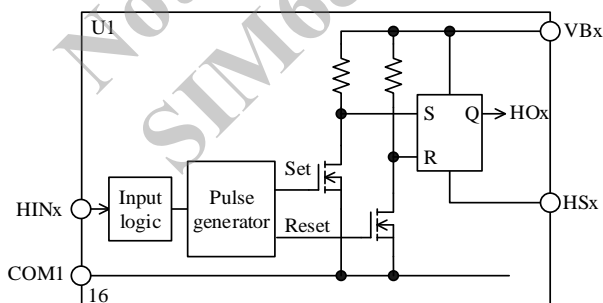 U1
VBx
S
Q
HOx
R
Set
HINx
Input
logic
Pulse
generator
Reset
HSx
COM1
16